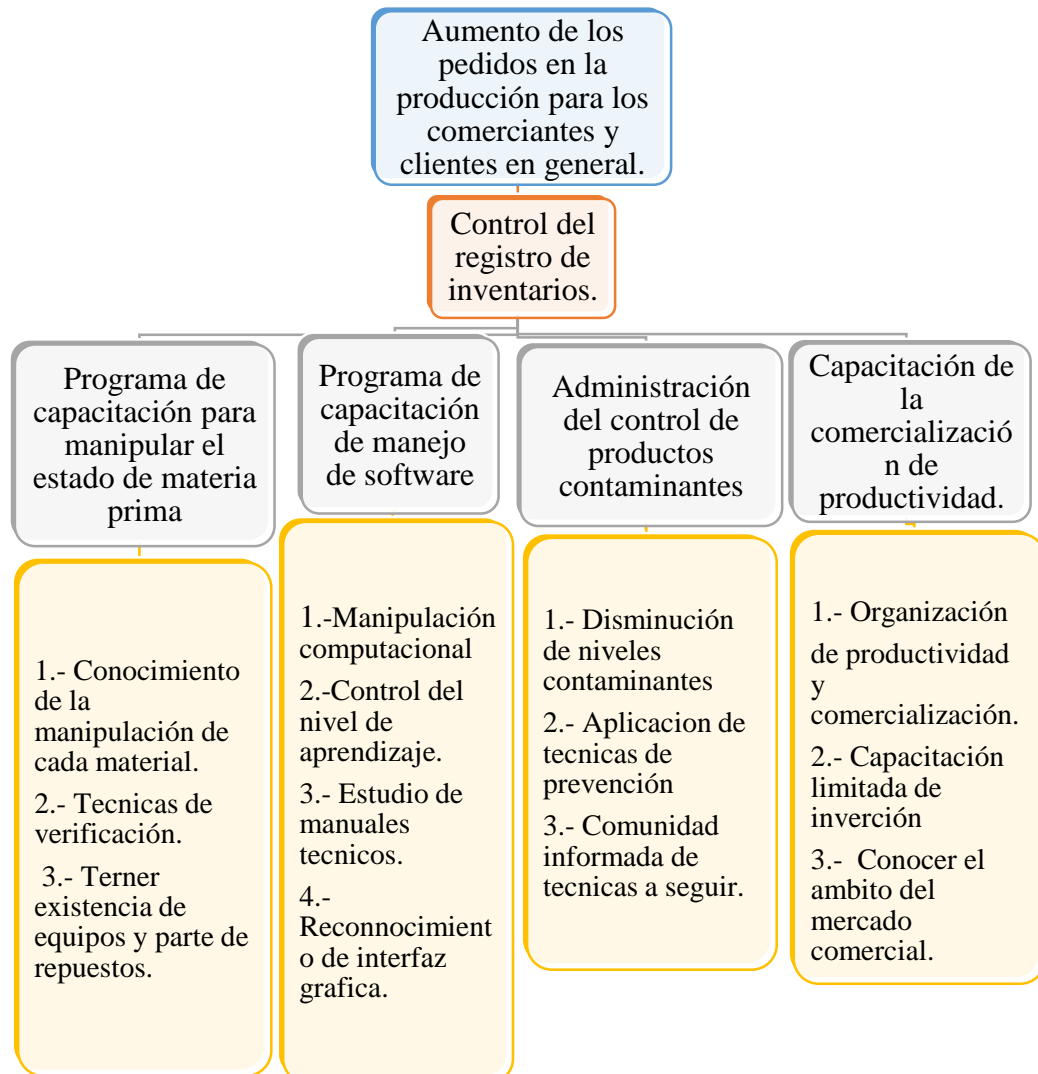 Aumento de los
pedidos en la
producción para los
comerciantes y
clientes en general.
Control del
registro de
inventarios.
Programa de
capacitación para
manipular el
estado de materia
prima
Programa de
capacitación
de manejo
de software
Administración
del control de
productos
contaminantes
Capacitación de
la
comercializació
n de
productividad.
1.- Conocimiento
de la
manipulación de
cada material.
2.- Tecnicas de
verificación.
3.- Terner
existencia de
equipos y parte de
repuestos.
1.-Manipulación
computacional
2.-Control del
nivel de
aprendizaje.
3.- Estudio de
manuales
tecnicos.
4.-
Reconnocimient
o de interfaz
grafica.
1.- Disminución
de niveles
contaminantes
2.- Aplicacion de
tecnicas de
prevención
3.- Comunidad
informada de
tecnicas a seguir.
1.- Organización
de productividad
y
comercialización.
2.- Capacitación
limitada de
inverción
3.- Conocer el
ambito del
mercado
comercial.